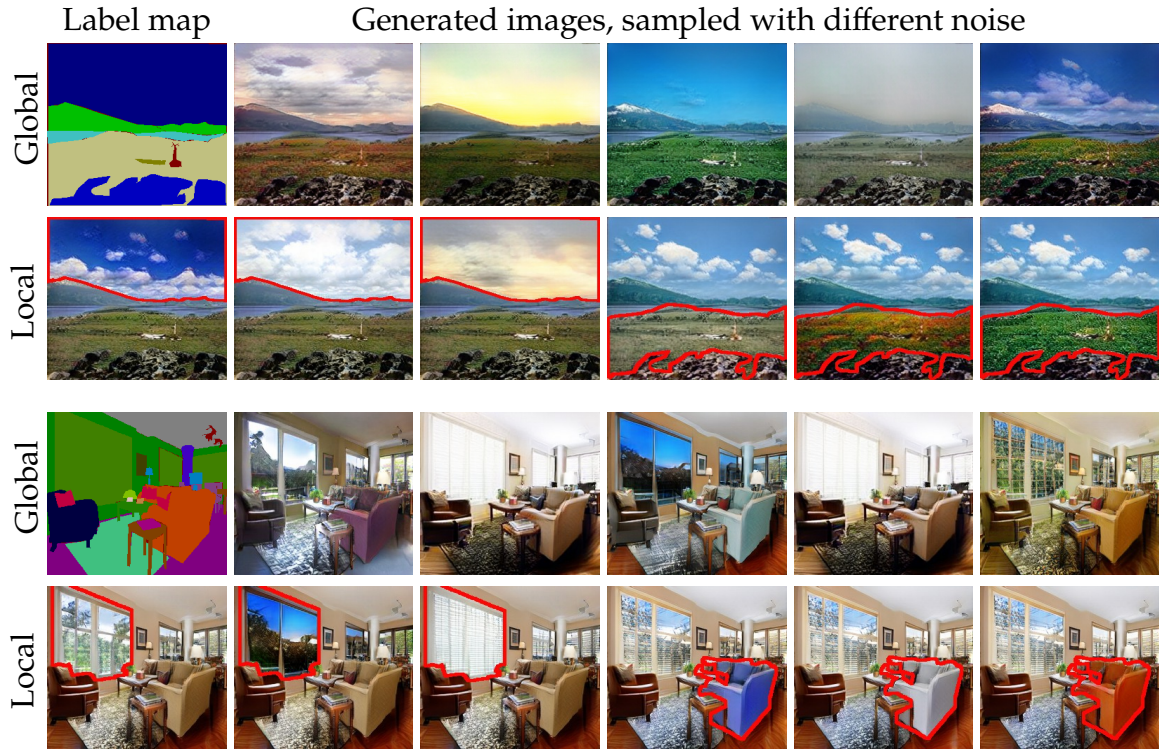 Label map
Generated images, sampled with different noise
Global
Local
Global
Local